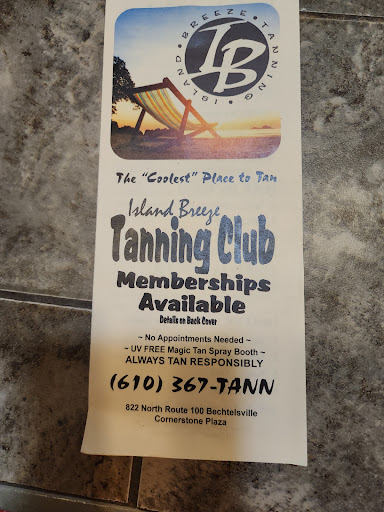 ISLAND • BREEZE • TANNING •
IB
The "Coolest" Place to Tan
Island Breeze
Tanning Club
Memberships
Available
Details on Back Cover
~ No Appointments Needed ~
~ UV FREE Magic Tan Spray Booth ~
ALWAYS TAN RESPONSIBLY
(610) 367-TANN
822 North Route 100 Bechtelsville
Cornerstone Plaza